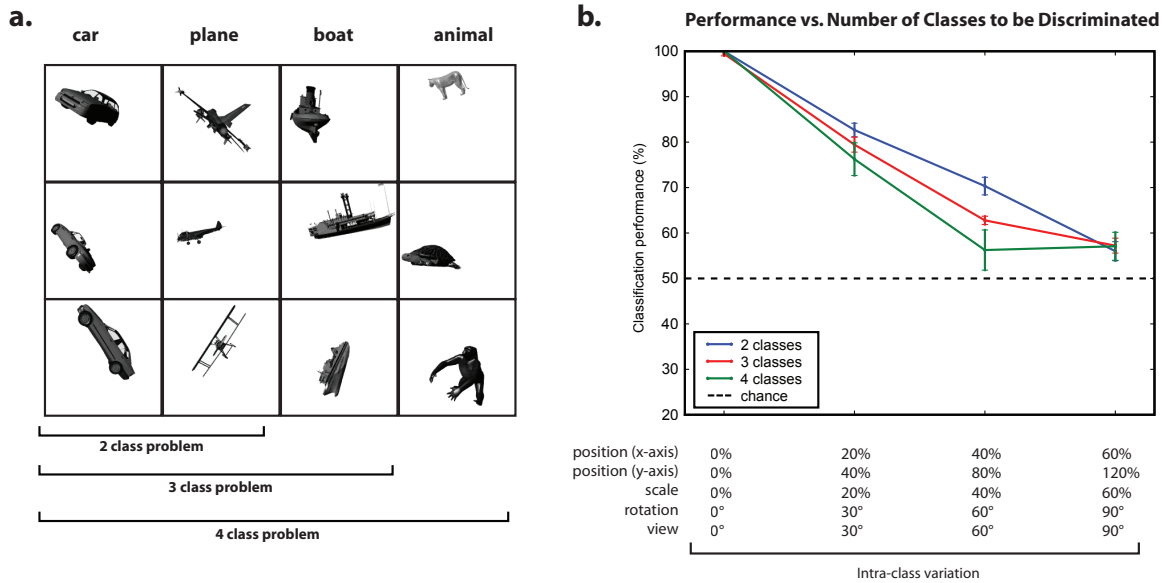 a.
car plane boat animal
2 class problem
3 class problem
4 class problem
b.
Performance vs. Number of Classes to be Discriminated
Classification performance (%)
100
90
80
70
60
50
40
30
20
2 classes
3 classes
4 classes
chance
position (x-axis) 0% 20% 40% 60%
position (y-axis) 0% 40% 80% 120%
scale 0% 20% 40% 60%
rotation 0° 30° 60° 90°
view 0° 30° 60° 90°
Intra-class variation